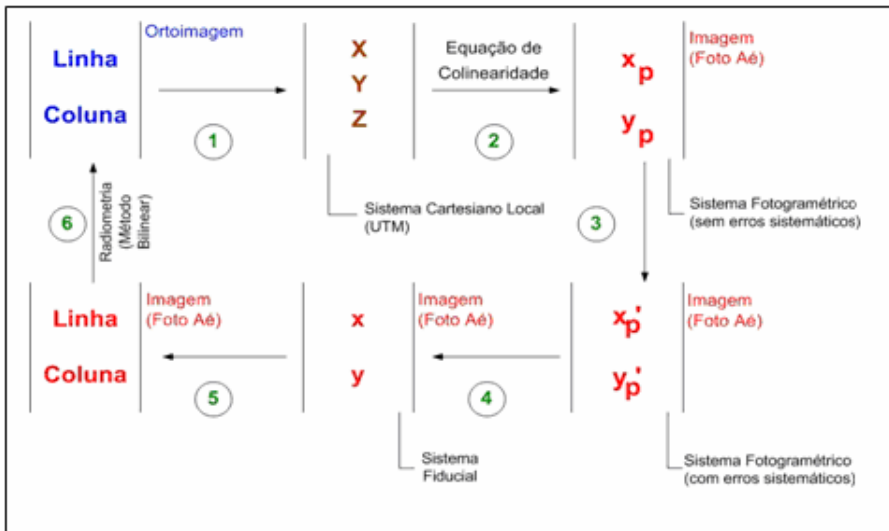 Linha
Coluna
Ortoimagem
1
X
Y
Z
Sistema Cartesiano Local
(UTM)
Equação de
Colinearidade
2
xp
yp
Imagem
(Foto Aé)
Sistema Fotogramétrico
(sem erros sistemáticos)
3
xp'
yp'
Imagem
(Foto Aé)
Sistema Fotogramétrico
(com erros sistemáticos)
4
x
y
Imagem
(Foto Aé)
Sistema
Fiducial
5
Linha
Coluna
Imagem
(Foto Aé)
6
Radiometria
(Método
Bilinear)